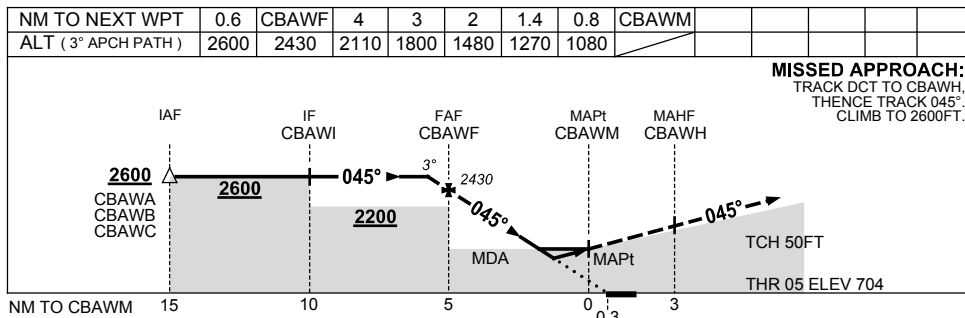 NM TO NEXT WPT 0.6 CBAWF 4 3 2 1.4 0.8 CBAWM
ALT ( 3° APCH PATH ) 2600 2430 2110 1800 1480 1270 1080
MISSED APPROACH:
TRACK DCT TO CBAWH,
THENCE TRACK 045°.
CLIMB TO 2600FT.
IAF IF FAF MAPt MAHF
CBAWI CBAWF CBAWM CBAWH
2600 2600 045° 3° 2430
CBAWA
CBAWB
CBAWC
2200 045° 045°
MDA MAPt TCH 50FT
THR 05 ELEV 704
NM TO CBAWM 15 10 5 0 0.3 3